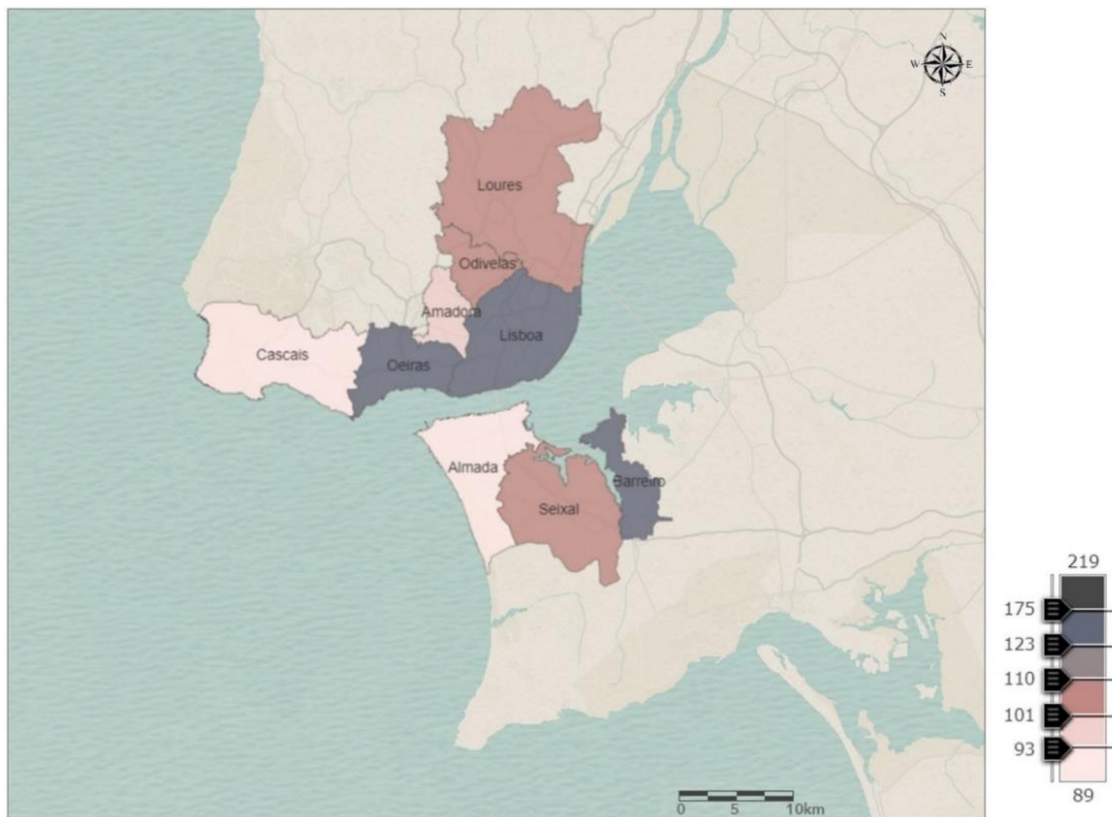 N
W E
S
Loures
Odivelas
Amadora
Lisboa
Cascais
Oeiras
Almada
Barreiro
Seixal
219
175
123
110
101
93
89
0 5 10km